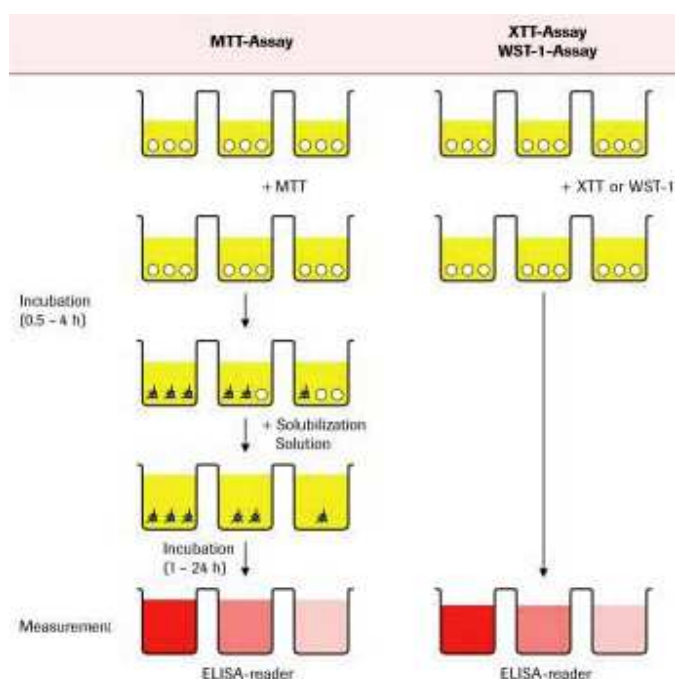 MTT-Assay
XTT-Assay
WST-1-Assay
+ MTT
+ XTT or WST-1
Incubation
(0.5 – 4 h)
+ Solubilization
Solution
Incubation
(1 – 24 h)
Measurement
ELISA-reader
ELISA-reader